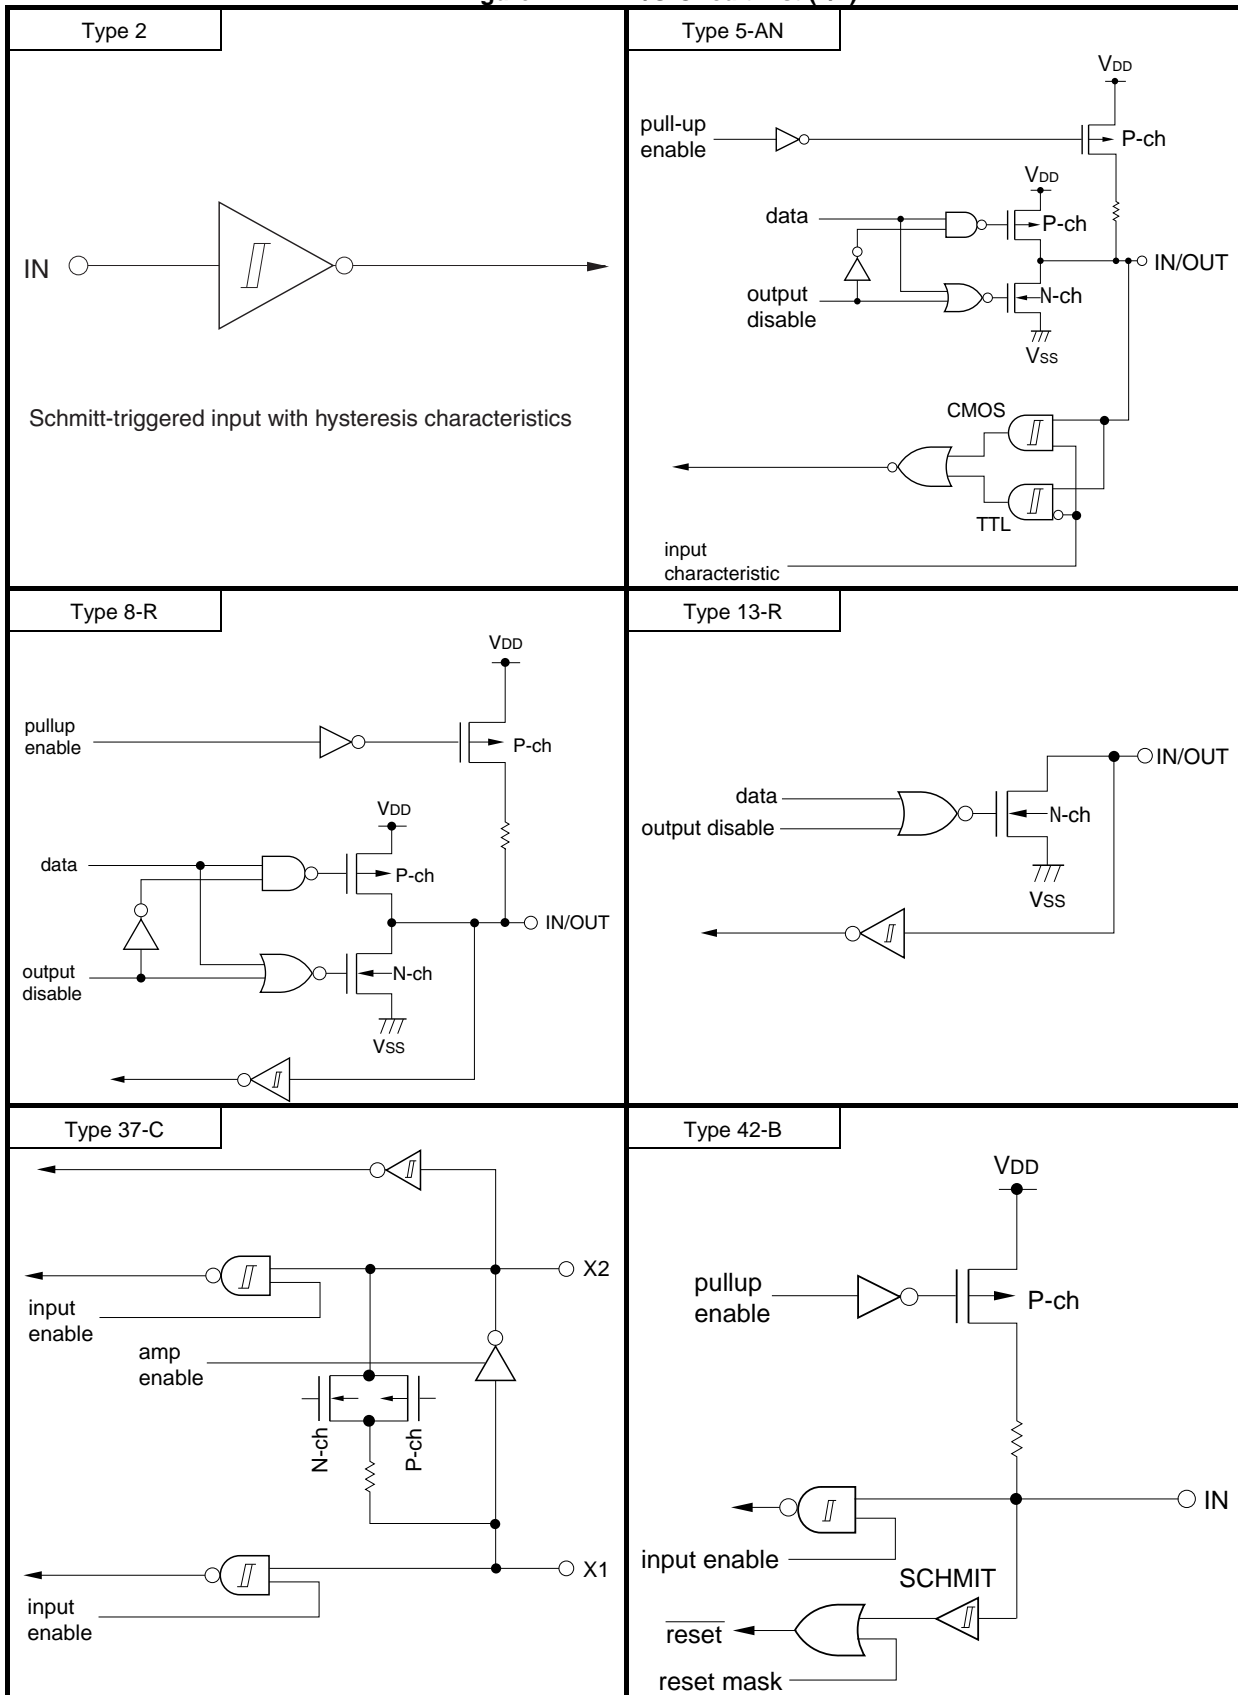 Type 2
IN
Schmitt-triggered input with hysteresis characteristics
Type 5-AN
VDD
pull-up
enable
P-ch
VDD
data
P-ch
IN/OUT
output
disable
N-ch
VSS
CMOS
TTL
input
characteristic
Type 8-R
VDD
pullup
enable
P-ch
VDD
data
P-ch
IN/OUT
output
disable
N-ch
VSS
Type 13-R
IN/OUT
data
output disable
N-ch
VSS
Type 37-C
X2
input
enable
amp
enable
N-ch
P-ch
X1
input
enable
Type 42-B
VDD
pullup
enable
P-ch
IN
input enable
SCHMIT
reset
reset mask